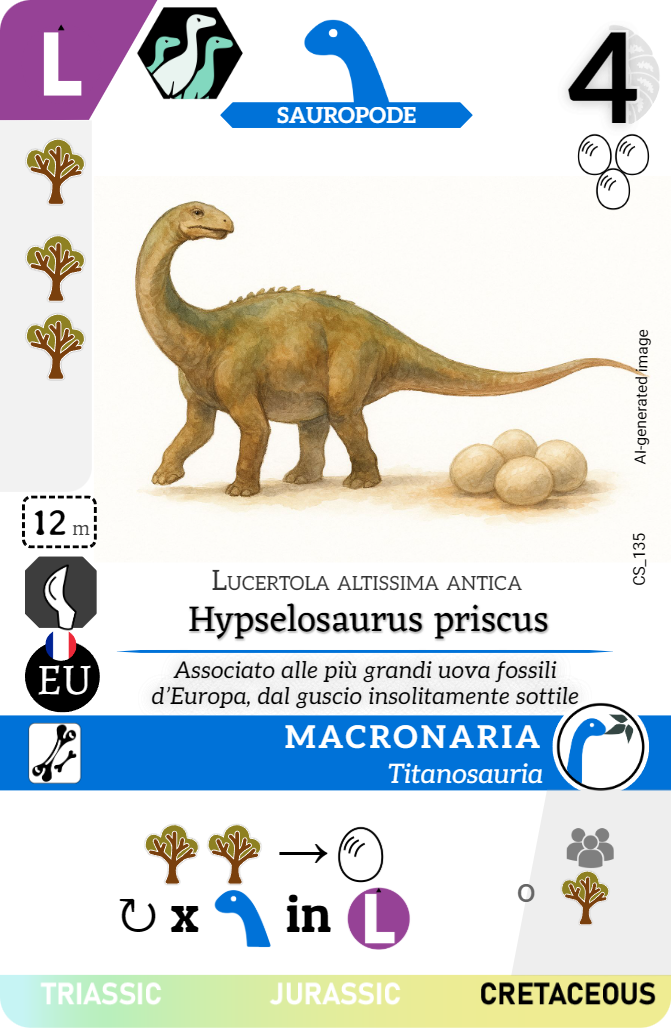 L
SAUROPODE
4
AI-generated image
CS_135
12 m
EU
LUCERTOLA ALTISSIMA ANTICA
Hypselosaurus priscus
Associato alle più grandi uova fossili
d'Europa, dal guscio insolitamente sottile
MACRONARIA
Titanosauria
→
↻ x in L
o
TRIASSIC JURASSIC CRETACEOUS